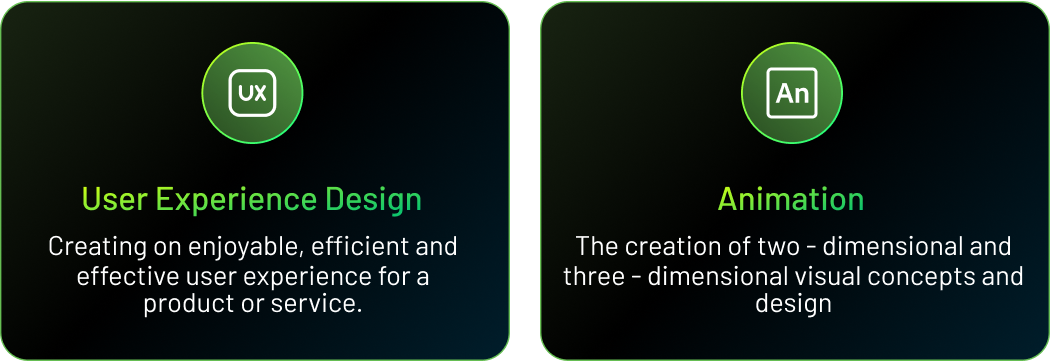 UX
User Experience Design
Creating on enjoyable, efficient and
effective user experience for a
product or service.
An
Animation
The creation of two - dimensional and
three - dimensional visual concepts and
design